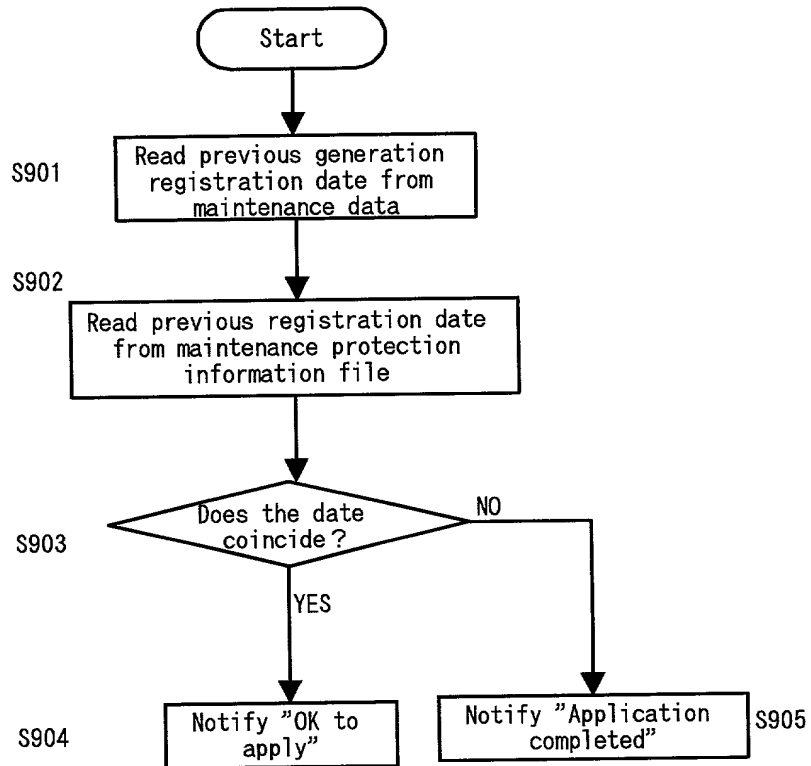 Start
S901
Read previous generation
registration date from
maintenance data
S902
Read previous registration date
from maintenance protection
information file
Does the date
coincide?
NO
S903
YES
S904
Notify "OK to
apply"
Notify "Application
completed"
S905